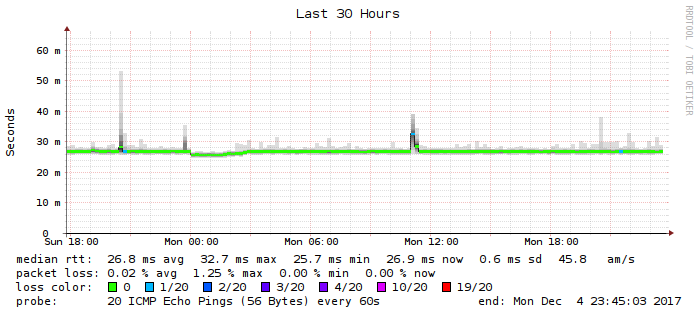 Last 30 Hours
RRDTOOL / TOBI OETIKER
Seconds
60 m
50 m
40 m
30 m
20 m
10 m
0
Sun 18:00 Mon 00:00 Mon 06:00 Mon 12:00 Mon 18:00
median rtt: 26.8 ms avg 32.7 ms max 25.7 ms min 26.9 ms now 0.6 ms sd 45.8 am/s
packet loss: 0.02 % avg 1.25 % max 0.00 % min 0.00 % now
loss color: 0 1/20 2/20 3/20 4/20 10/20 19/20
probe: 20 ICMP Echo Pings (56 Bytes) every 60s end: Mon Dec 4 23:45:03 2017